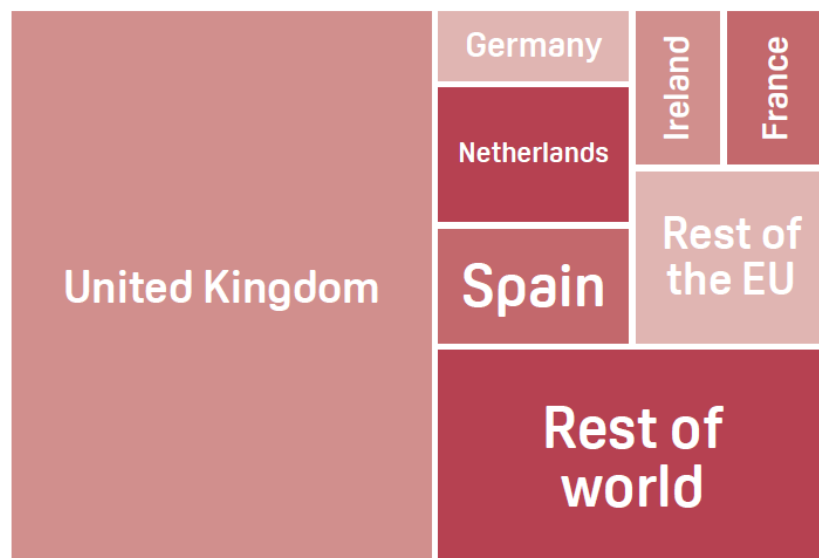 United Kingdom
Germany
Netherlands
Spain
Ireland
France
Rest of
the EU
Rest of
world